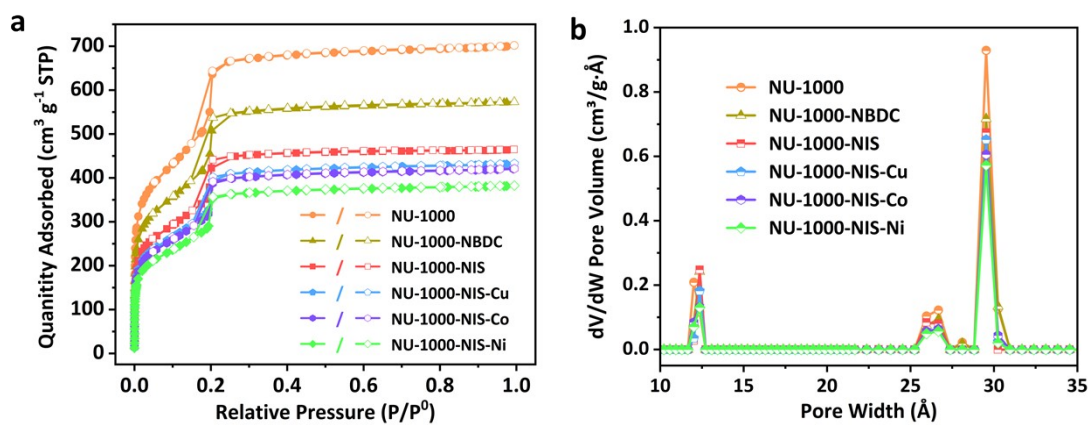 a
Quanitity Adsorbed (cm³ g⁻¹ STP)
700
600
500
400
300
200
100
0
/ NU-1000
/ NU-1000-NBDC
/ NU-1000-NIS
/ NU-1000-NIS-Cu
/ NU-1000-NIS-Co
/ NU-1000-NIS-Ni
0.0 0.2 0.4 0.6 0.8 1.0
Relative Pressure (P/P⁰)
b
dV/dW Pore Volume (cm³/g·Å)
1.0
0.8
0.6
0.4
0.2
0.0
NU-1000
NU-1000-NBDC
NU-1000-NIS
NU-1000-NIS-Cu
NU-1000-NIS-Co
NU-1000-NIS-Ni
10 15 20 25 30 35
Pore Width (Å)